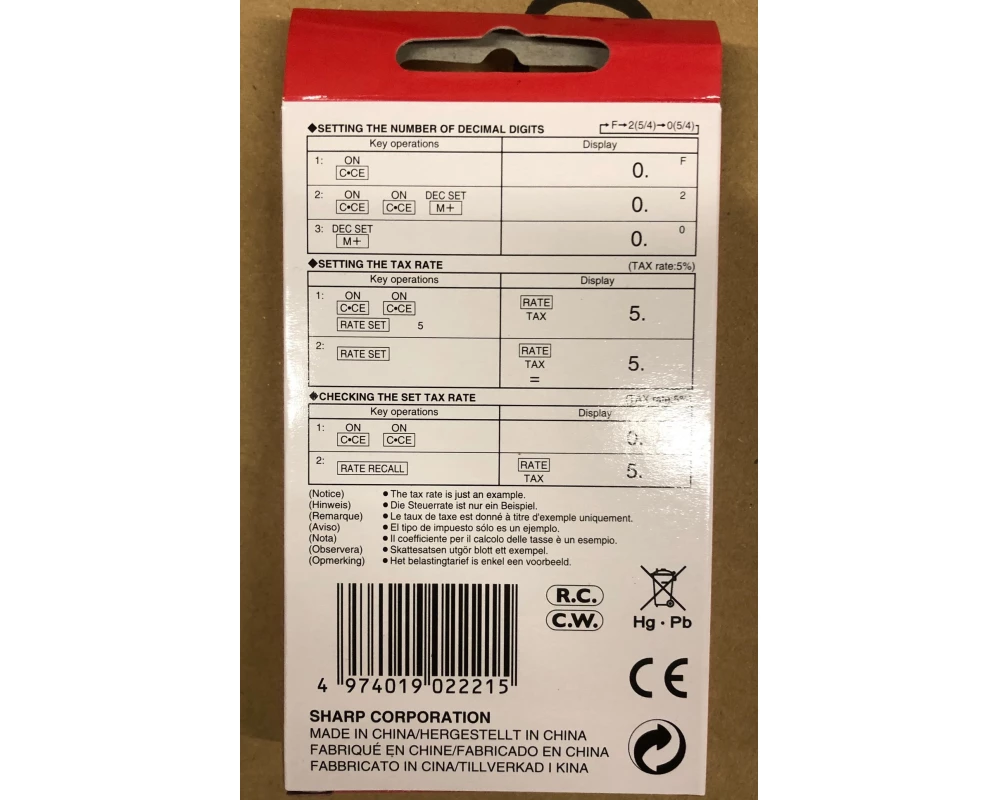 ◆SETTING THE NUMBER OF DECIMAL DIGITS F→2(5/4)→0(5/4)
Key operations Display
1: ON
C•CE 0. F
2: ON ON DEC SET
C•CE C•CE M+ 0. 2
3: DEC SET
M+ 0. 0
◆SETTING THE TAX RATE (TAX rate:5%)
Key operations Display
1: ON ON
C•CE C•CE RATE
RATE SET 5 TAX 5.
2: RATE SET RATE
TAX 5.
=
◆CHECKING THE SET TAX RATE (TAX rate:5%)
Key operations Display
1: ON ON
C•CE C•CE 0.
2: RATE RECALL RATE
TAX 5.
(Notice) • The tax rate is just an example.
(Hinweis) • Die Steuerrate ist nur ein Beispiel.
(Remarque) • Le taux de taxe est donné à titre d'exemple uniquement.
(Aviso) • El tipo de impuesto sólo es un ejemplo.
(Nota) • Il coefficiente per il calcolo delle tasse è un esempio.
(Observera) • Skattesatsen utgör blott ett exempel.
(Opmerking) • Het belastingtarief is enkel een voorbeeld.
R.C.
C.W.
Hg • Pb
4 974019 022215
CE
SHARP CORPORATION
MADE IN CHINA/HERGESTELLT IN CHINA
FABRIQUÉ EN CHINE/FABRICADO EN CHINA
FABBRICATO IN CINA/TILLVERKAD I KINA